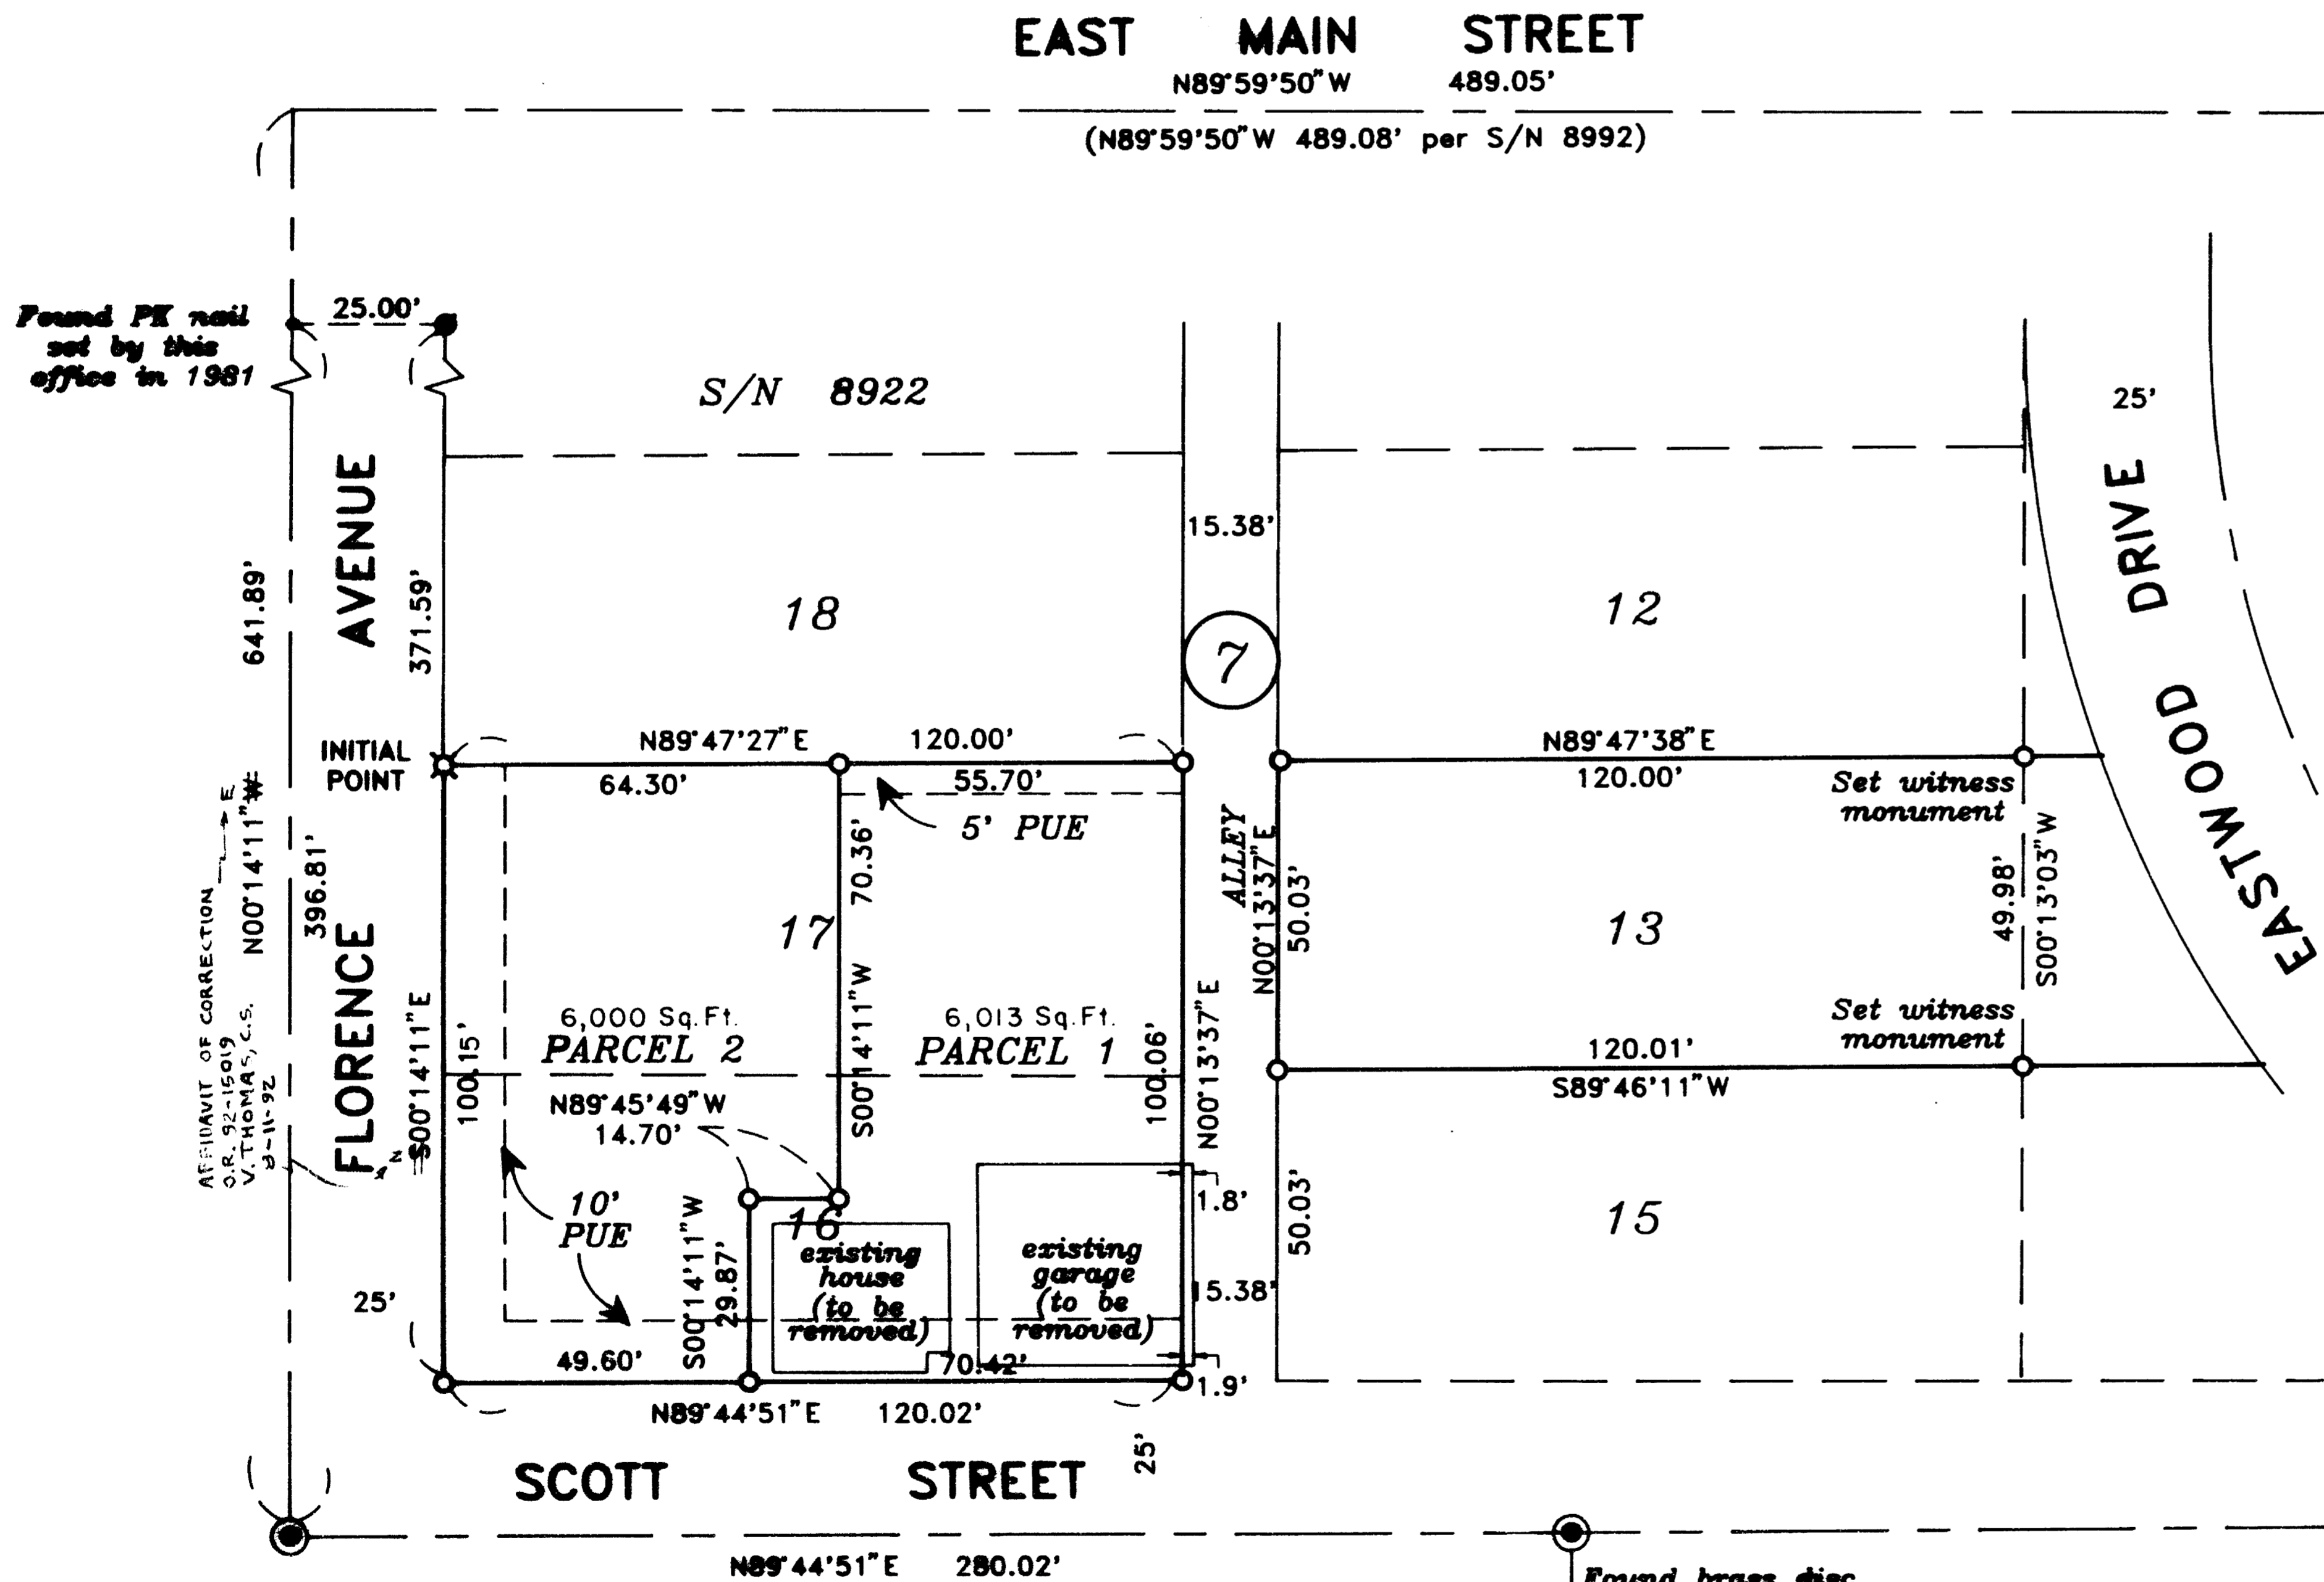 EAST MAIN STREET
N89°59'50"W 489.05'
(N89°59'50"W 489.08' per S/N 8992)
Found PK nail
set by this
office in 1981
25.00'
S/N 8922
25'
EASTWOOD DRIVE
FLORENCE AVENUE
641.89'
371.59'
15.38'
18
12
7
INITIAL
POINT
N89°47'27"E 120.00'
64.30'
55.70'
N89°47'38"E
120.00'
Set witness
monument
5' PUE
ALLEY
N00°13'37"E
50.03'
70.36'
S00°14'11"W
17
13
49.98'
S00°13'03"W
AFFIDAVIT OF CORRECTION → E
O.R. 92-15019
V. THOMAS, C.S.
8-11-92
N00°14'11"W
396.81'
N
S00°14'11"E
100.15'
6,000 Sq.Ft.
PARCEL 2
6,013 Sq.Ft.
PARCEL 1
100.06'
N00°13'37"E
Set witness
monument
120.01'
S89°46'11"W
N89°45'49"W
14.70'
10'
PUE
S00°14'11"W
29.87'
16
existing
house
(to be
removed)
existing
garage
(to be
removed)
1.8'
15.38'
50.03'
15
25'
49.60'
70.42'
1.9'
N89°44'51"E 120.02'
25'
SCOTT STREET
N89°44'51"E 280.02'
Found brass disc